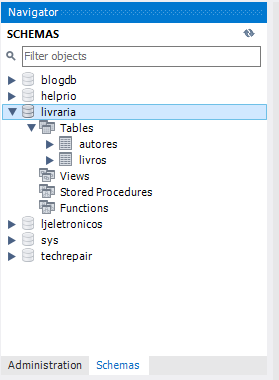 Navigator
SCHEMAS
Filter objects
blogdb
helprio
livraria
Tables
autores
livros
Views
Stored Procedures
Functions
ljeletronicos
sys
techrepair
Administration Schemas